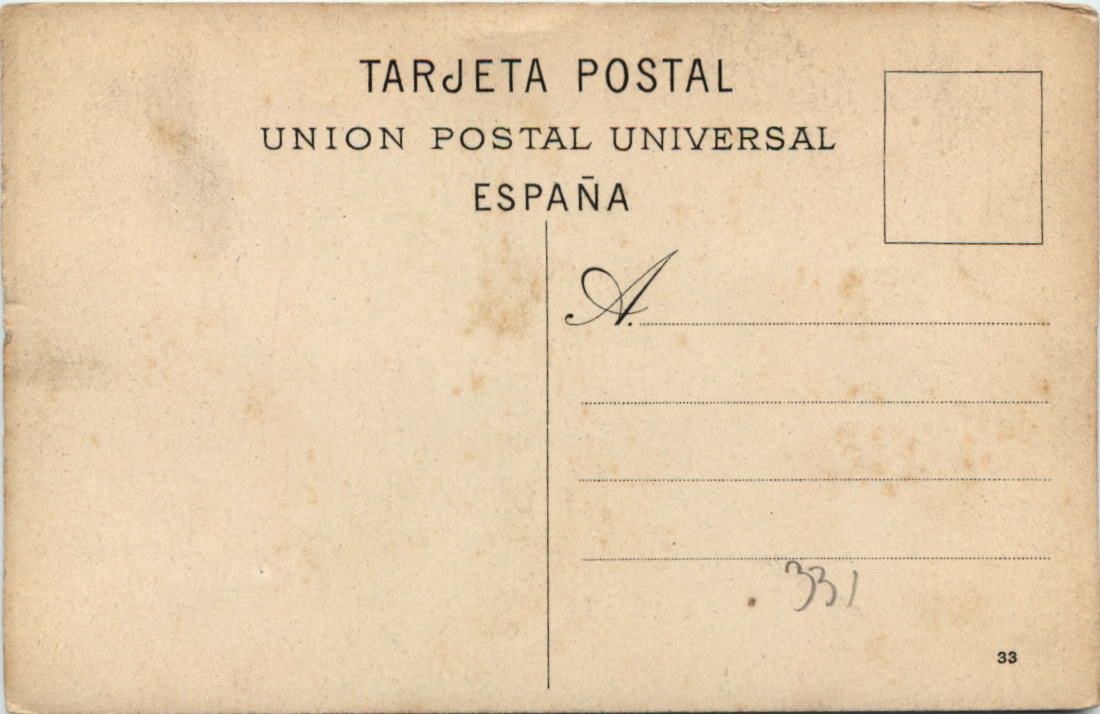 TARJETA POSTAL
UNION POSTAL UNIVERSAL
ESPAÑA
A.
331
33